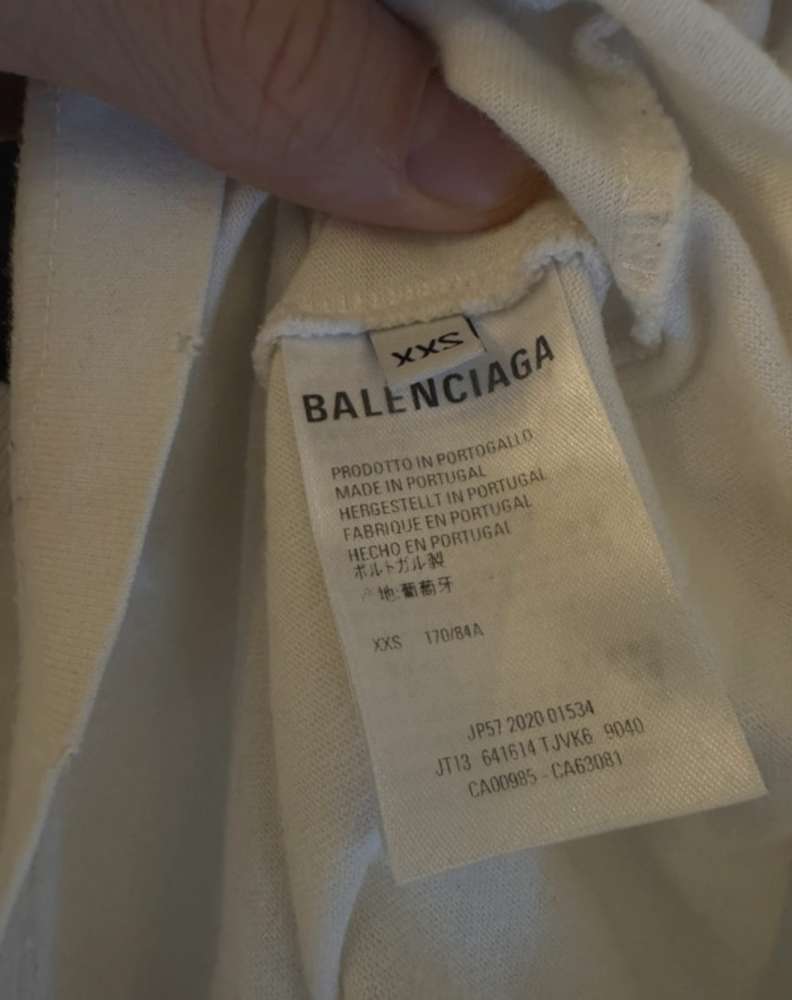 XXS
BALENCIAGA
PRODOTTO IN PORTOGALLO
MADE IN PORTUGAL
HERGESTELLT IN PORTUGAL
FABRIQUE EN PORTUGAL
HECHO EN PORTUGAL
ポルトガル製
产地:葡萄牙
XXS 170/84A
JP57 2020 01534
JT13 641614 TJVK6 9040
CA00985 - CA63081